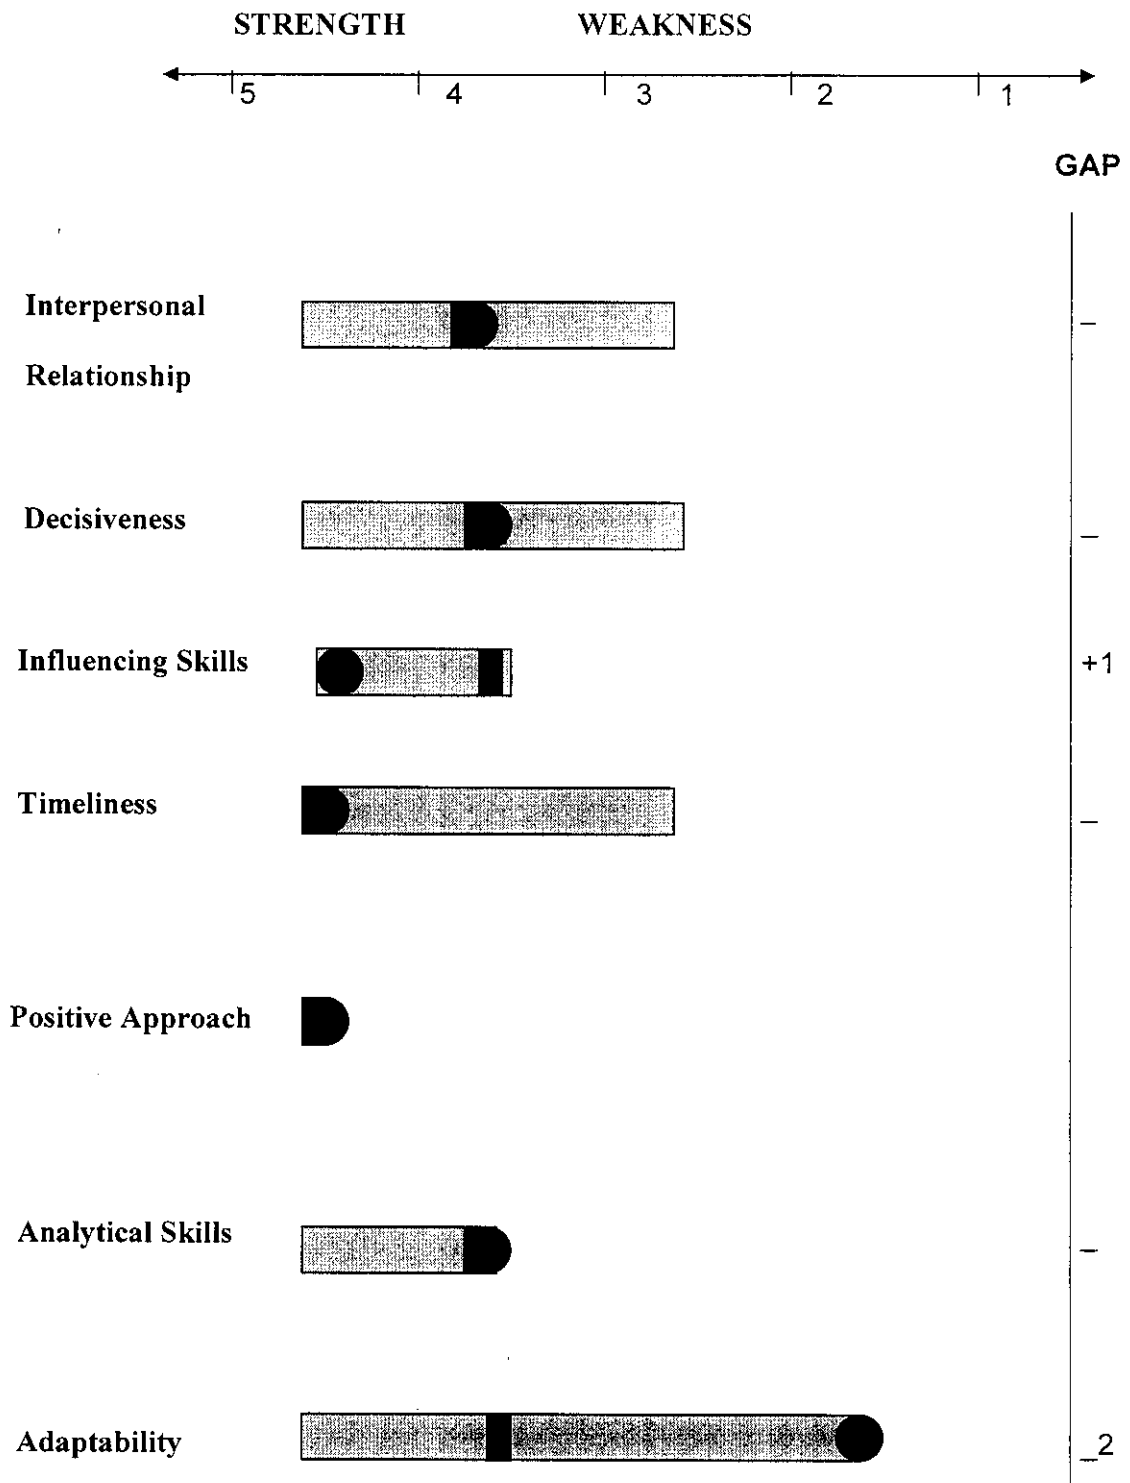 STRENGTH WEAKNESS
5 4 3 2 1
GAP
Interpersonal –
Relationship
Decisiveness –
Influencing Skills +1
Timeliness –
Positive Approach
Analytical Skills –
Adaptability _2